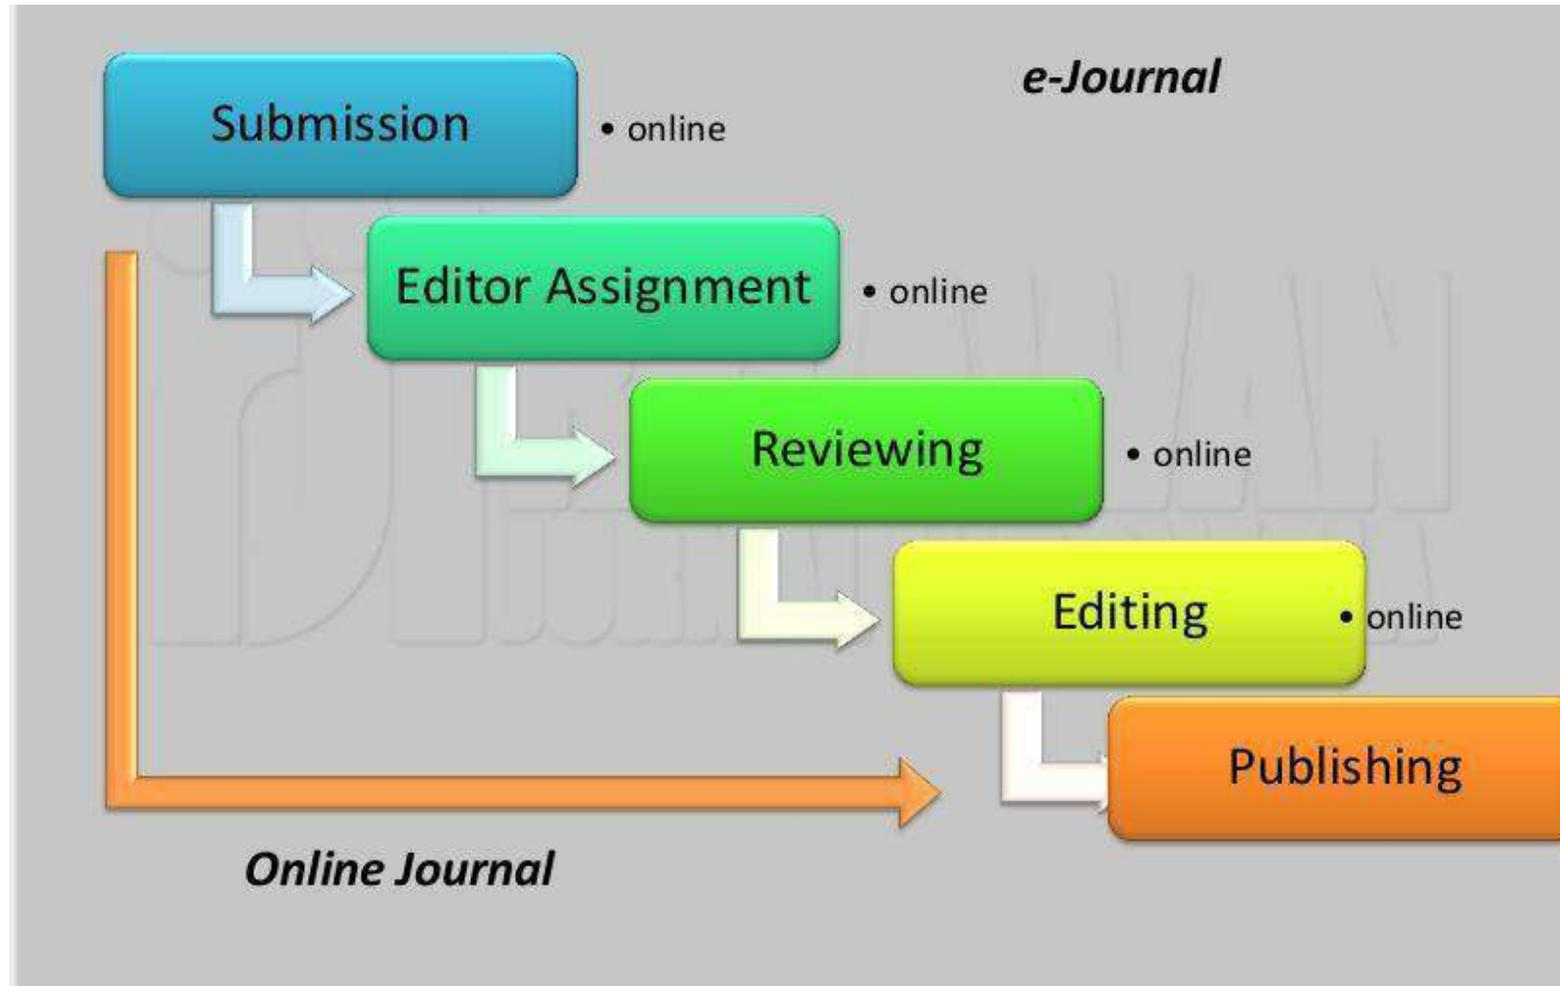 e-Journal
Submission
• online
Editor Assignment
• online
Reviewing
• online
Editing
• online
Publishing
Online Journal